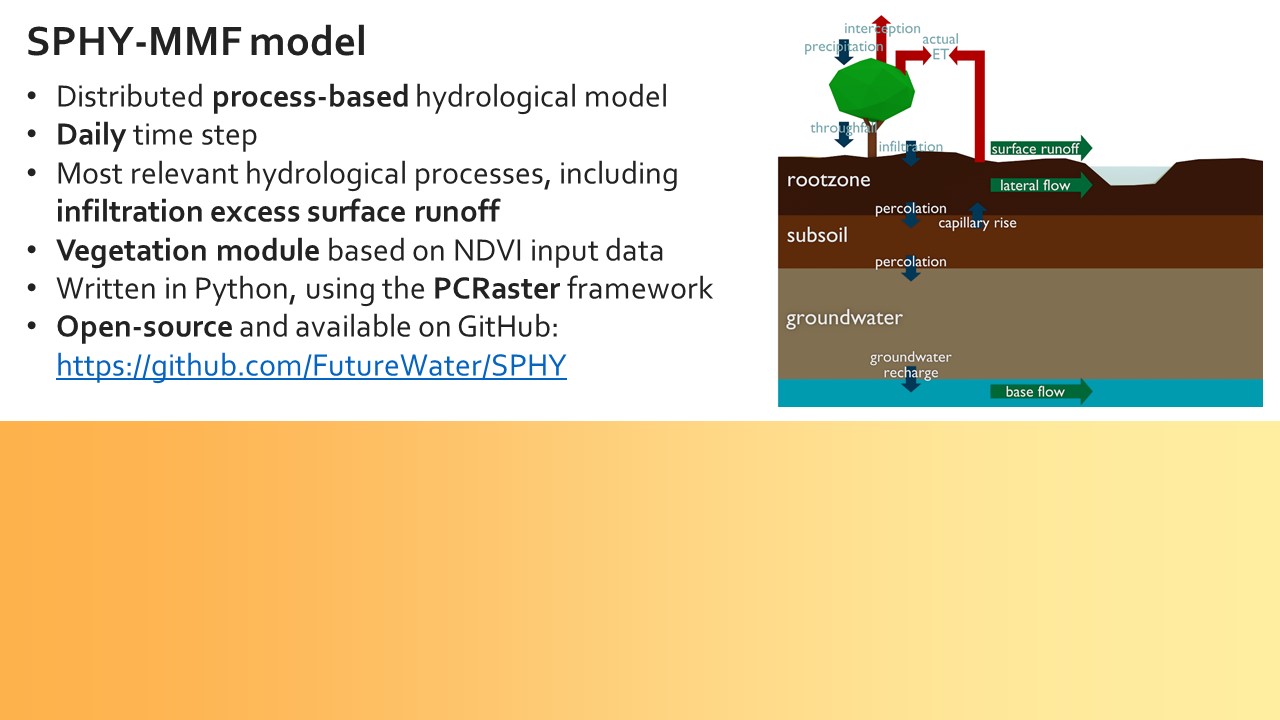 SPHY-MMF model
• Distributed process-based hydrological model
• Daily time step
• Most relevant hydrological processes, including
infiltration excess surface runoff
• Vegetation module based on NDVI input data
• Written in Python, using the PCRaster framework
• Open-source and available on GitHub:
https://github.com/FutureWater/SPHY
interception
precipitation
actual
ET
throughfall
infiltration
surface runoff
rootzone
lateral flow
percolation
capillary rise
subsoil
percolation
groundwater
groundwater
recharge
base flow